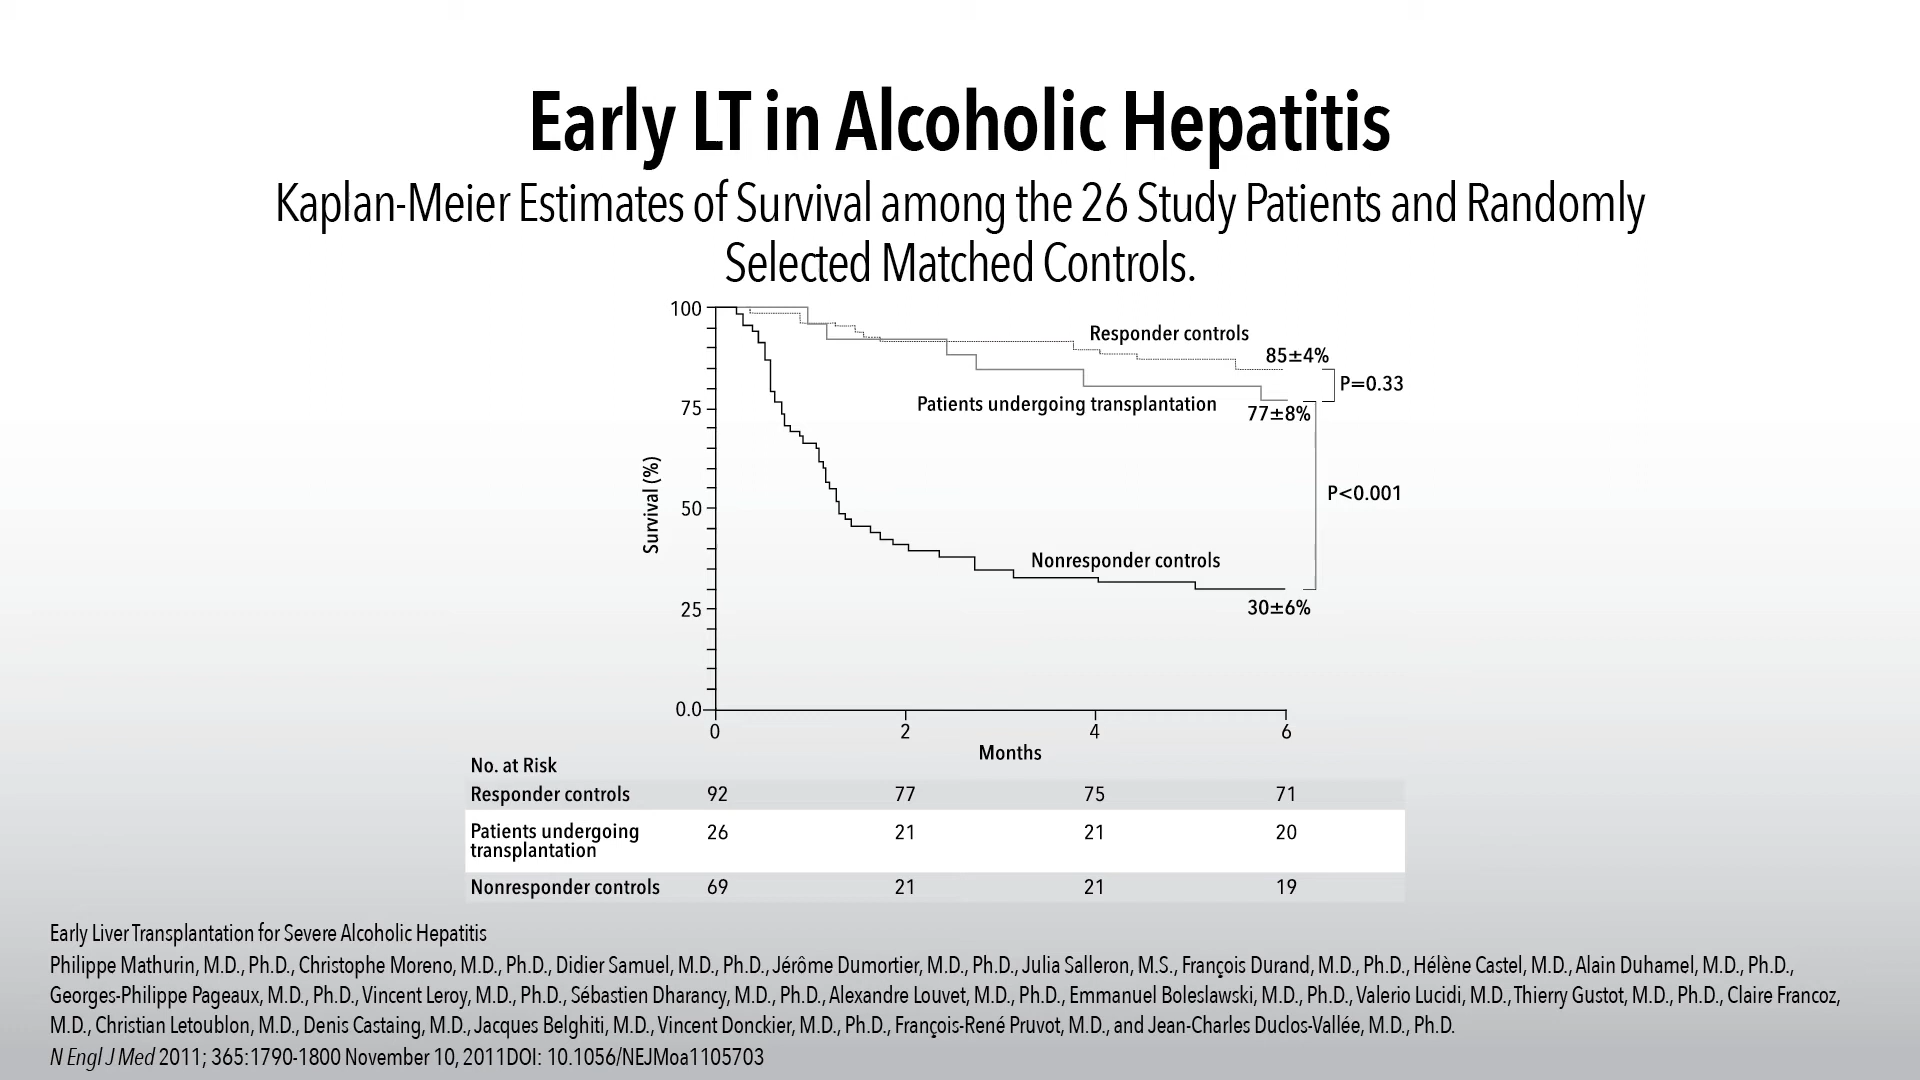 Early LT in Alcoholic Hepatitis
Kaplan-Meier Estimates of Survival among the 26 Study Patients and Randomly
Selected Matched Controls.
100
75
50
25
0.0
Survival (%)
Responder controls
85±4%
P=0.33
Patients undergoing transplantation
77±8%
P<0.001
Nonresponder controls
30±6%
0 2 4 6
Months
No. at Risk
Responder controls 92 77 75 71
Patients undergoing
transplantation 26 21 21 20
Nonresponder controls 69 21 21 19
Early Liver Transplantation for Severe Alcoholic Hepatitis
Philippe Mathurin, M.D., Ph.D., Christophe Moreno, M.D., Ph.D., Didier Samuel, M.D., Ph.D., Jérôme Dumortier, M.D., Ph.D., Julia Salleron, M.S., François Durand, M.D., Ph.D., Hélène Castel, M.D., Alain Duhamel, M.D., Ph.D.,
Georges-Philippe Pageaux, M.D., Ph.D., Vincent Leroy, M.D., Ph.D., Sébastien Dharancy, M.D., Ph.D., Alexandre Louvet, M.D., Ph.D., Emmanuel Boleslawski, M.D., Ph.D., Valerio Lucidi, M.D., Thierry Gustot, M.D., Ph.D., Claire Francoz,
M.D., Christian Letoublon, M.D., Denis Castaing, M.D., Jacques Belghiti, M.D., Vincent Donckier, M.D., Ph.D., François-René Pruvot, M.D., and Jean-Charles Duclos-Vallée, M.D., Ph.D.
N Engl J Med 2011; 365:1790-1800 November 10, 2011DOI: 10.1056/NEJMoa1105703